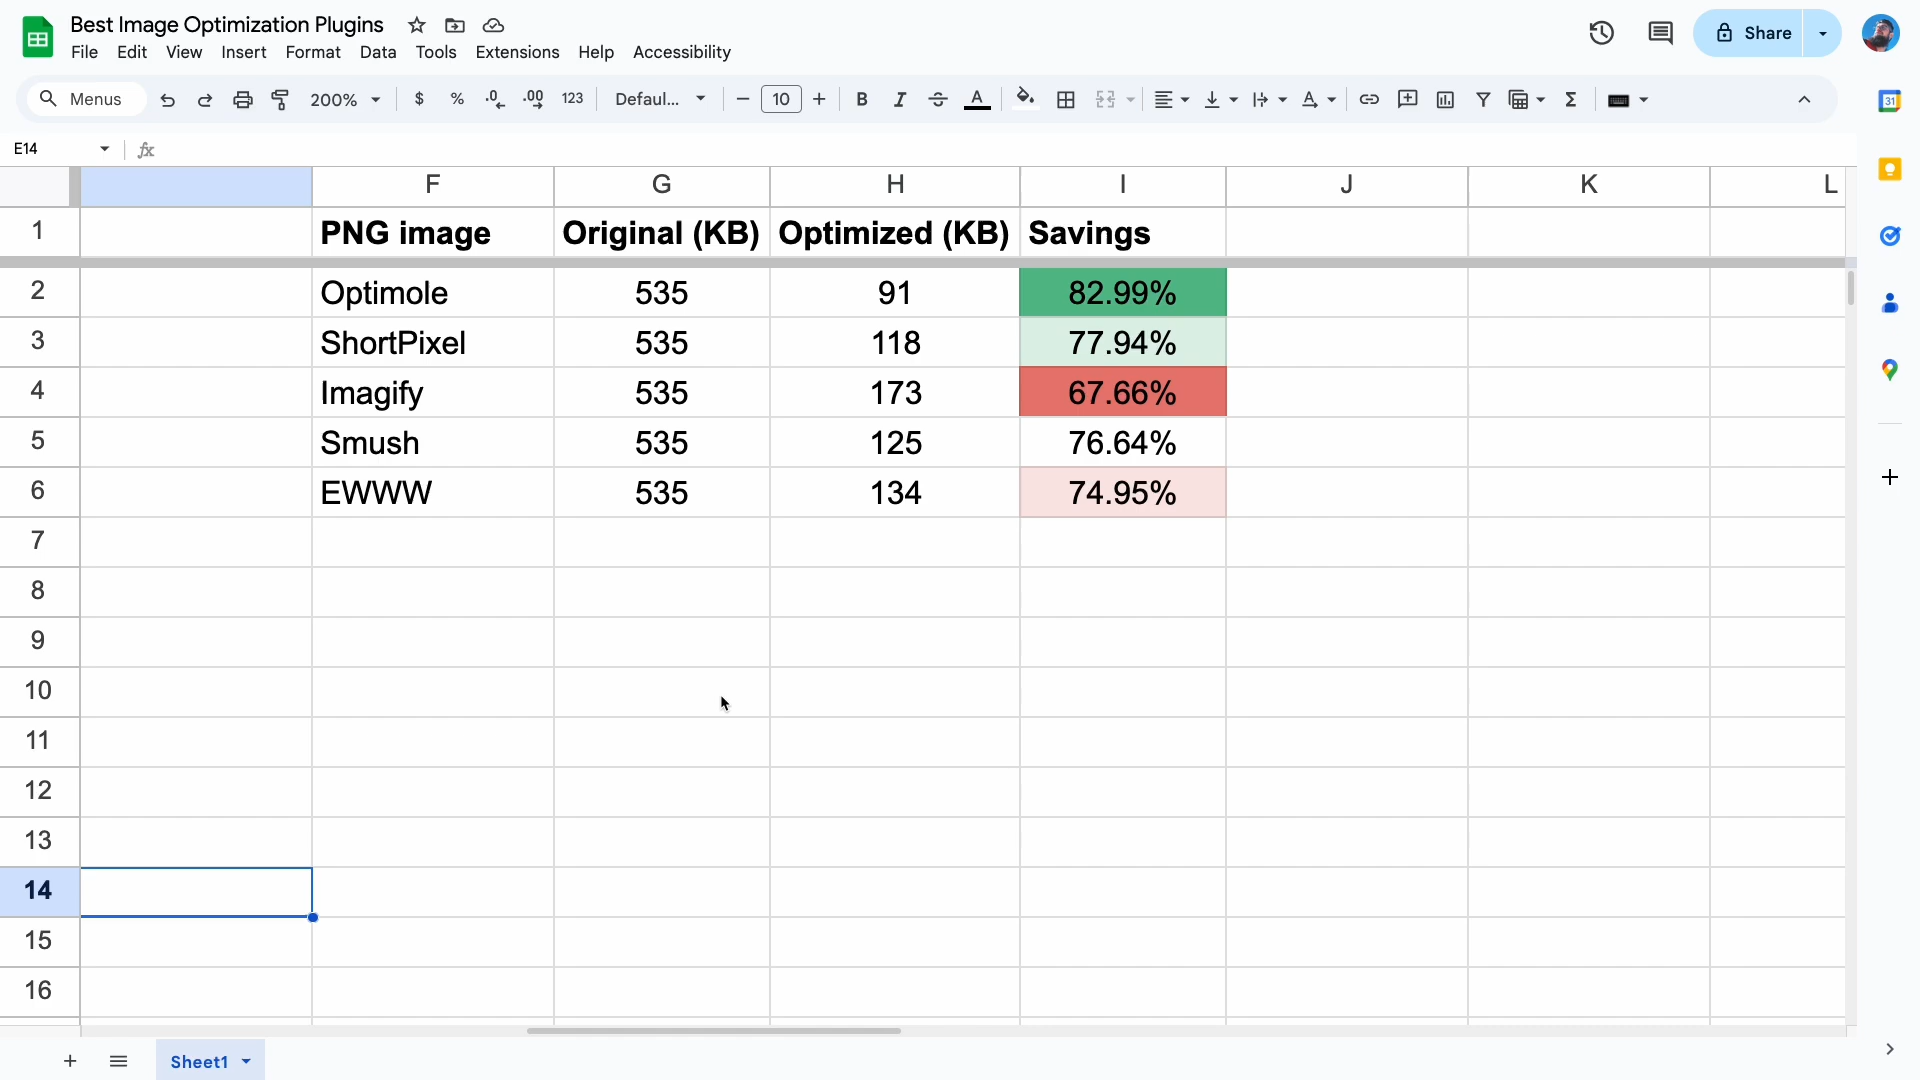 Best Image Optimization Plugins
File Edit View Insert Format Data Tools Extensions Help Accessibility
Share
Menus 200% $ % .0 .00 123 Defaul... − 10 + B I S A Σ
31
E14 fx
F G H I J K L
1 PNG image Original (KB) Optimized (KB) Savings
2 Optimole 535 91 82.99%
3 ShortPixel 535 118 77.94%
4 Imagify 535 173 67.66%
5 Smush 535 125 76.64%
6 EWWW 535 134 74.95%
7
8
9
10
11
12
13
14
15
16
+ Sheet1